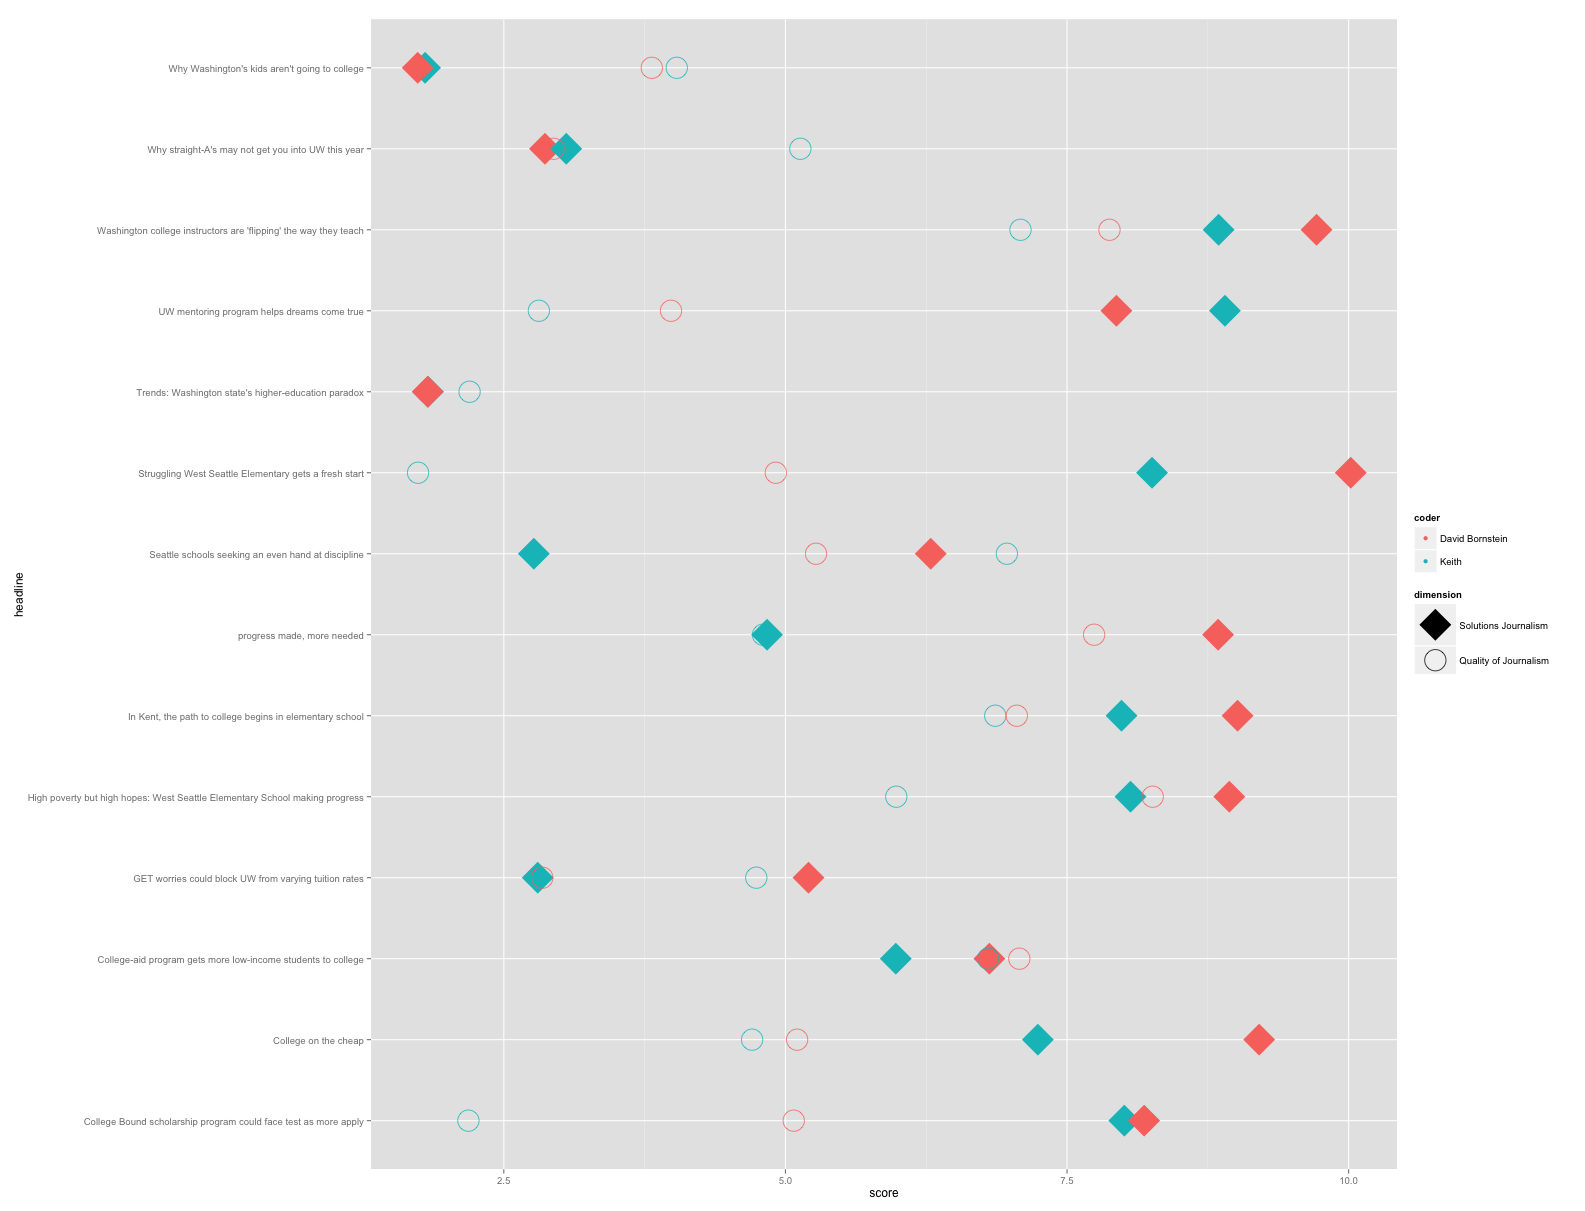 Why Washington's kids aren't going to college
Why straight-A's may not get you into UW this year
Washington college instructors are 'flipping' the way they teach
UW mentoring program helps dreams come true
Trends: Washington state's higher-education paradox
Struggling West Seattle Elementary gets a fresh start
Seattle schools seeking an even hand at discipline
progress made, more needed
In Kent, the path to college begins in elementary school
High poverty but high hopes: West Seattle Elementary School making progress
GET worries could block UW from varying tuition rates
College-aid program gets more low-income students to college
College on the cheap
College Bound scholarship program could face test as more apply
headline
2.5
5.0
7.5
10.0
score
coder
David Bornstein
Keith
dimension
Solutions Journalism
Quality of Journalism